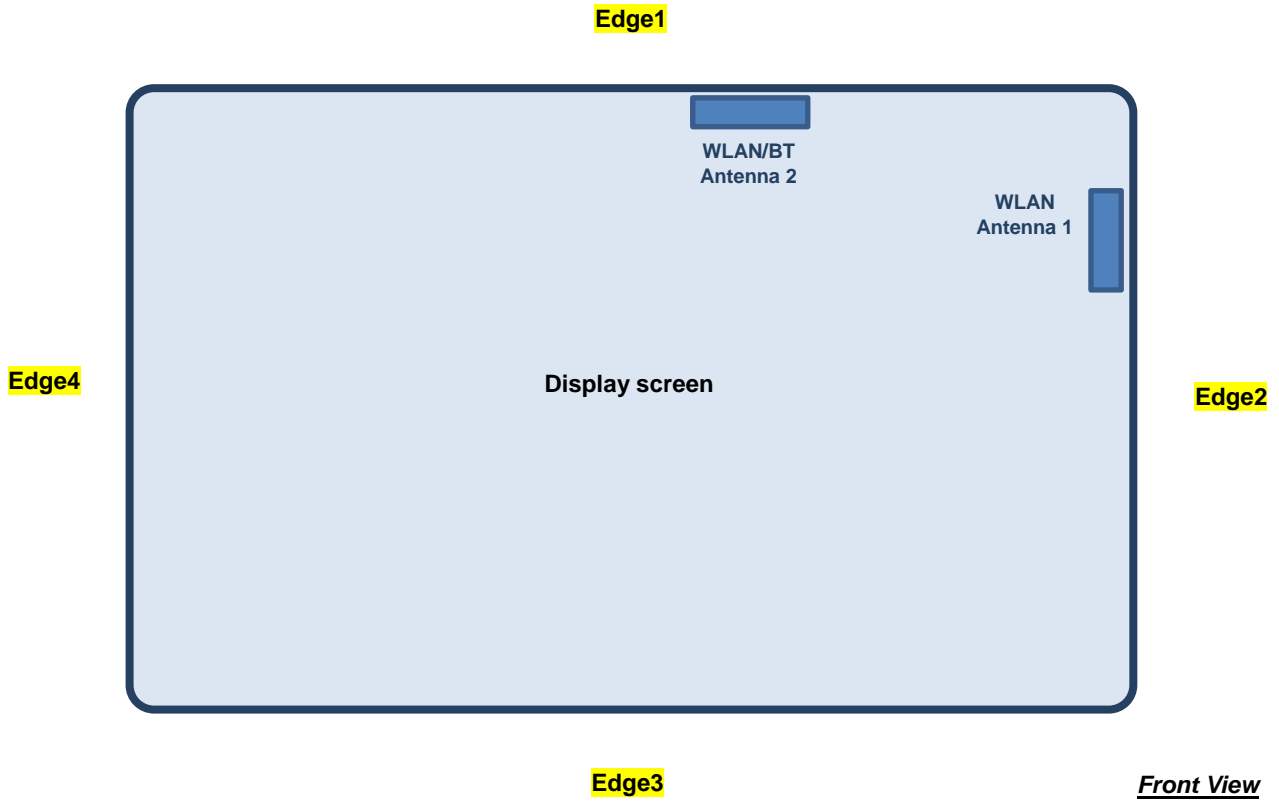 Edge1
WLAN/BT
Antenna 2
WLAN
Antenna 1
Edge4
Display screen
Edge2
Edge3
Front View